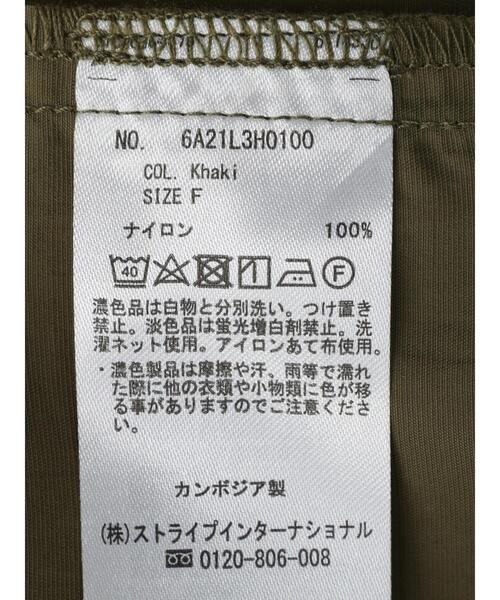 NO. 6A21L3H0100
COL. Khaki
SIZE F
ナイロン 100%
40 F
濃色品は白物と分別洗い。つけ置き
禁止。淡色品は蛍光増白剤禁止。洗
濯ネット使用。アイロンあて布使用。
・濃色製品は摩擦や汗、雨等で濡れ
た際に他の衣類や小物類に色が移
る事がありますのでご注意くださ
い。
カンボジア製
(株)ストライプインターナショナル
0120-806-008